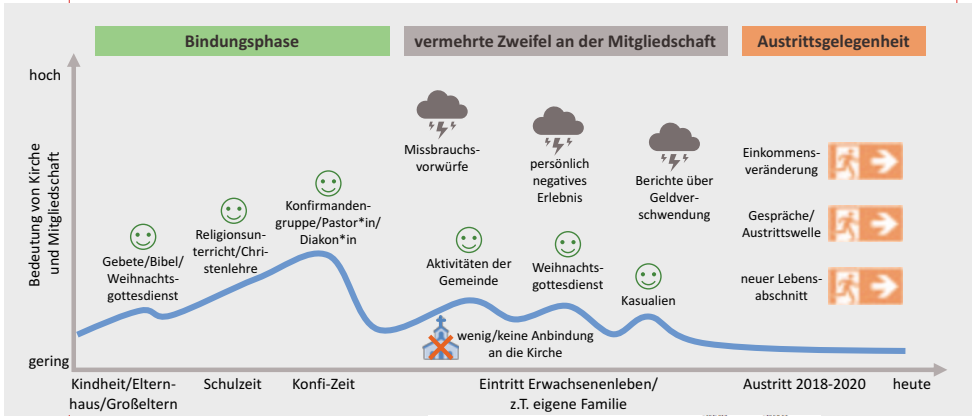 Bindungsphase
vermehrte Zweifel an der Mitgliedschaft
Austrittsgelegenheit
hoch
Bedeutung von Kirche
und Mitgliedschaft
gering
Missbrauchs-
vorwürfe
persönlich
negatives
Erlebnis
Berichte über
Geldver-
schwendung
Einkommens-
veränderung
Gespräche/
Austrittswelle
neuer Lebens-
abschnitt
Gebete/Bibel/
Weihnachts-
gottesdienst
Religionsun-
terricht/Chri-
stenlehre
Konfirmanden-
gruppe/Pastor*in/
Diakon*in
Aktivitäten der
Gemeinde
Weihnachts-
gottesdienst
Kasualien
wenig/keine Anbindung
an die Kirche
Kindheit/Eltern-
haus/Großeltern
Schulzeit
Konfi-Zeit
Eintritt Erwachsenenleben/
z.T. eigene Familie
Austritt 2018-2020
heute